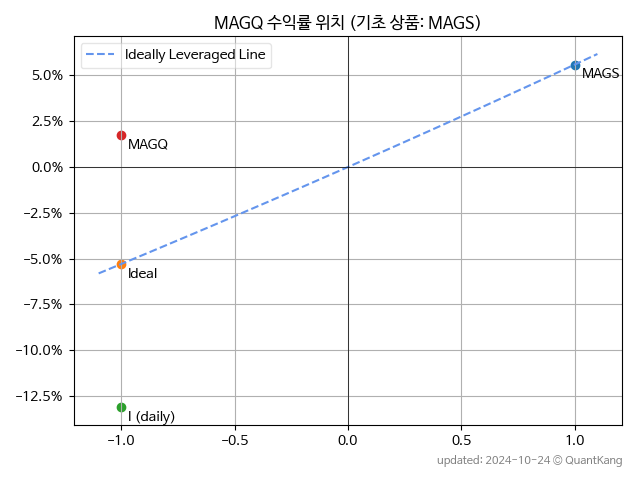 MAGQ 수익률 위치 (기초 상품: MAGS)
Ideally Leveraged Line
5.0%
2.5%
0.0%
−2.5%
−5.0%
−7.5%
−10.0%
−12.5%
MAGS
MAGQ
Ideal
I (daily)
−1.0 −0.5 0.0 0.5 1.0
updated: 2024-10-24 © QuantKang